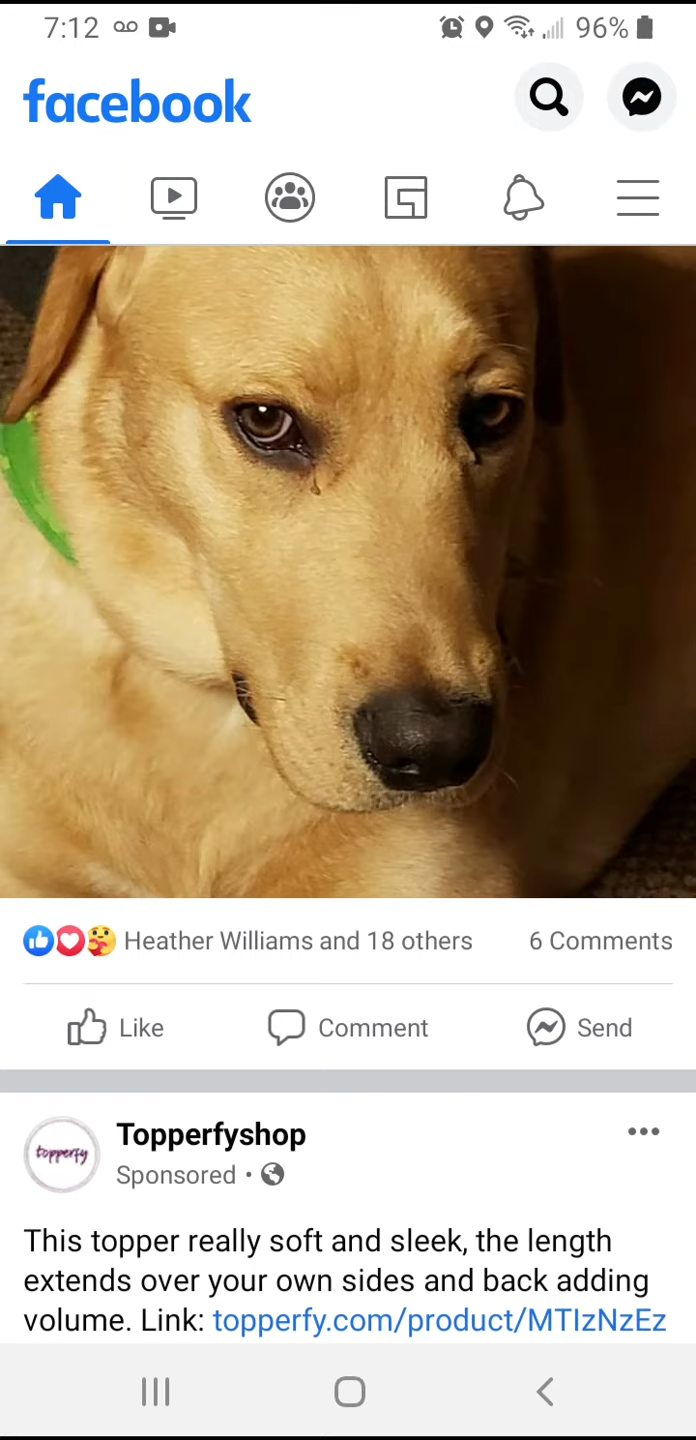 7:12 96%
facebook
Heather Williams and 18 others 6 Comments
Like Comment Send
topperfy
Topperfyshop
Sponsored •
This topper really soft and sleek, the length
extends over your own sides and back adding
volume. Link: topperfy.com/product/MTIzNzEz